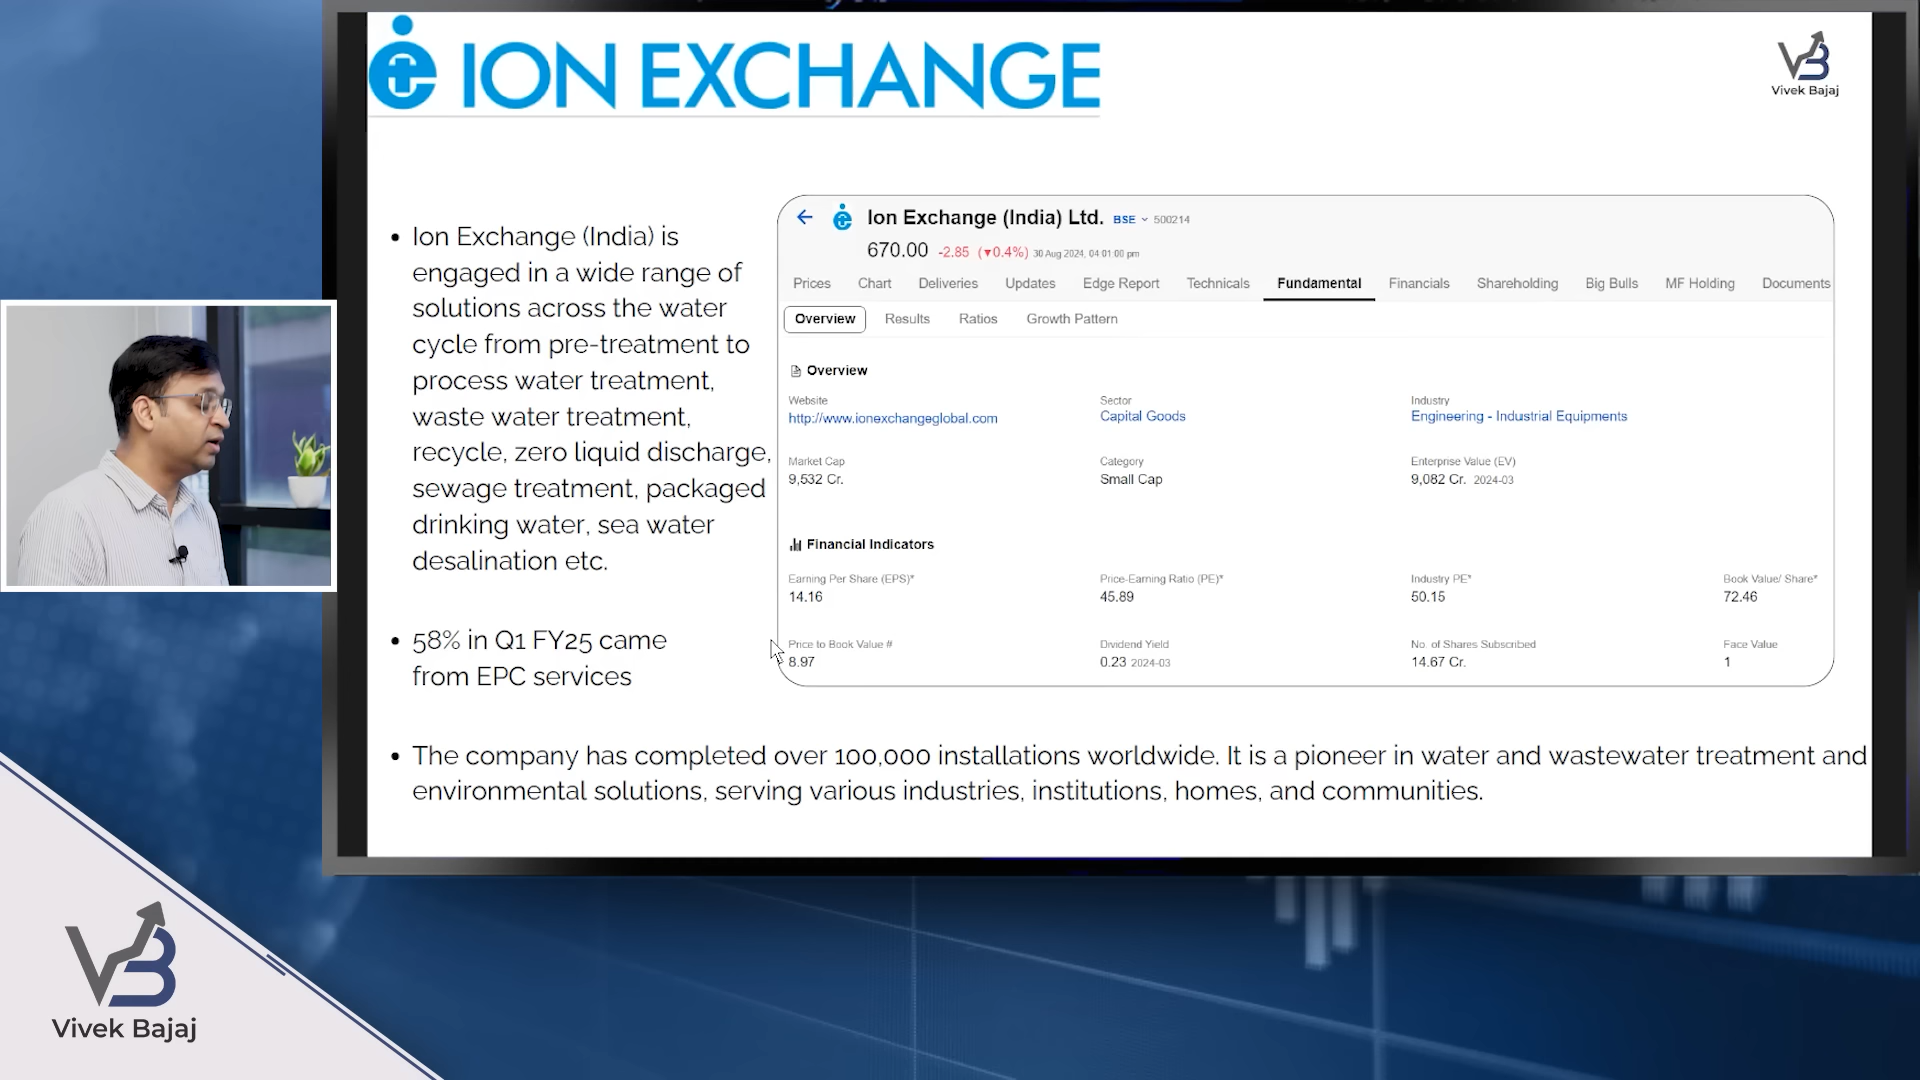 ION EXCHANGE
Vivek Bajaj
Ion Exchange (India) is
engaged in a wide range of
solutions across the water
cycle from pre-treatment to
process water treatment,
waste water treatment,
recycle, zero liquid discharge,
sewage treatment, packaged
drinking water, sea water
desalination etc.
58% in Q1 FY25 came
from EPC services
Ion Exchange (India) Ltd. BSE 500214
670.00 -2.85 (▼0.4%) 30 Aug 2024, 04:01:00 pm
Prices Chart Deliveries Updates Edge Report Technicals Fundamental Financials Shareholding Big Bulls MF Holding Documents
Overview Results Ratios Growth Pattern
Overview
Website Sector Industry
http://www.ionexchangeglobal.com Capital Goods Engineering - Industrial Equipments
Market Cap Category Enterprise Value (EV)
9,532 Cr. Small Cap 9,082 Cr. 2024-03
Financial Indicators
Earning Per Share (EPS)* Price-Earning Ratio (PE)* Industry PE* Book Value/ Share*
14.16 45.89 50.15 72.46
Price to Book Value # Dividend Yield No. of Shares Subscribed Face Value
8.97 0.23 2024-03 14.67 Cr. 1
The company has completed over 100,000 installations worldwide. It is a pioneer in water and wastewater treatment and
environmental solutions, serving various industries, institutions, homes, and communities.
Vivek Bajaj